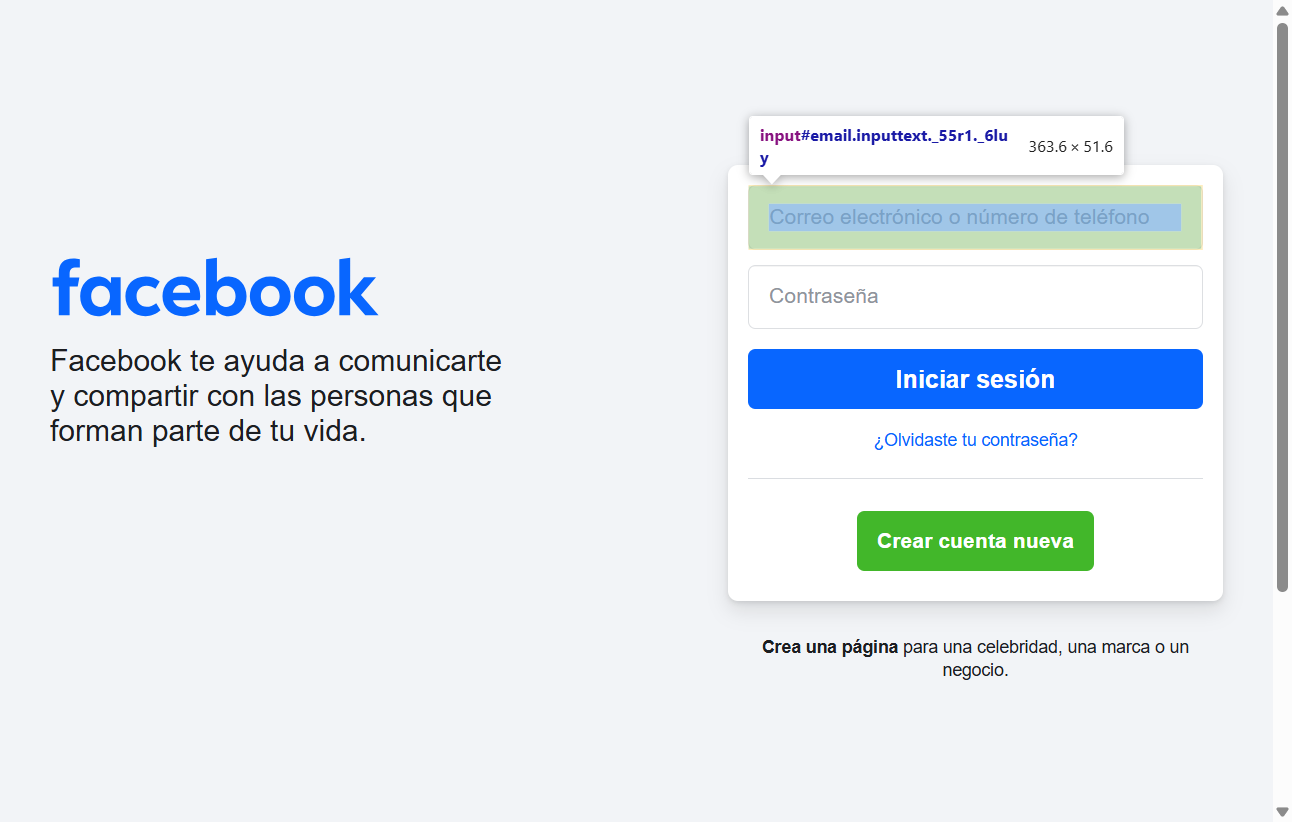 input#email.inputtext._55r1._6lu
y
363.6 × 51.6
Correo electrónico o número de teléfono
Contraseña
facebook
Facebook te ayuda a comunicarte
y compartir con las personas que
forman parte de tu vida.
Iniciar sesión
¿Olvidaste tu contraseña?
Crear cuenta nueva
Crea una página para una celebridad, una marca o un
negocio.